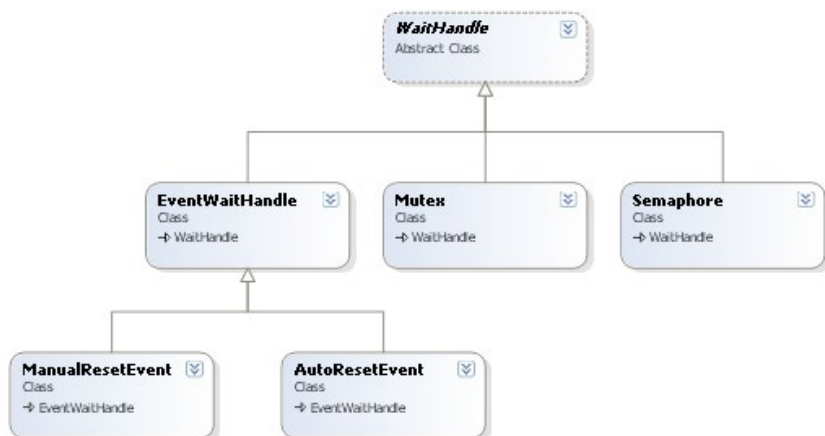 WaitHandle
Abstract Class
EventWaitHandle
Class
WaitHandle
Mutex
Class
WaitHandle
Semaphore
Class
WaitHandle
ManualResetEvent
Class
EventWaitHandle
AutoResetEvent
Class
EventWaitHandle